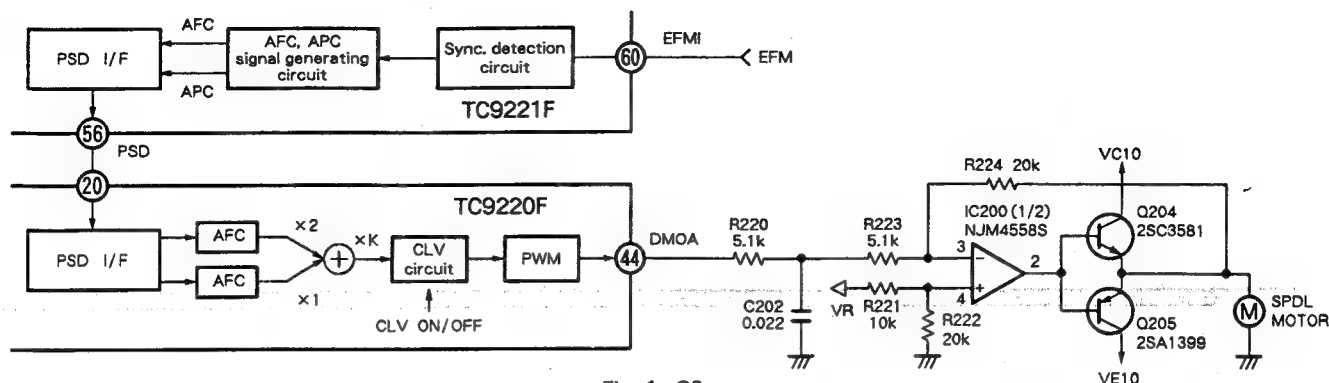 AFC
PSD I/F
AFC, APC
signal generating
circuit
Sync. detection
circuit
60
EFMI
EFM
APC
TC9221F
56
PSD
20
TC9220F
PSD I/F
AFC
×2
×K
AFC
×1
CLV
circuit
PWM
44
DMOA
CLV ON/OFF
R220
5.1k
C202
0.022
R223
5.1k
VR
R221
10k
R222
20k
R224 20k
IC200 (1/2)
NJM4558S
3
4
2
−
+
VC10
Q204
2SC3581
Q205
2SA1399
VE10
M
SPDL
MOTOR